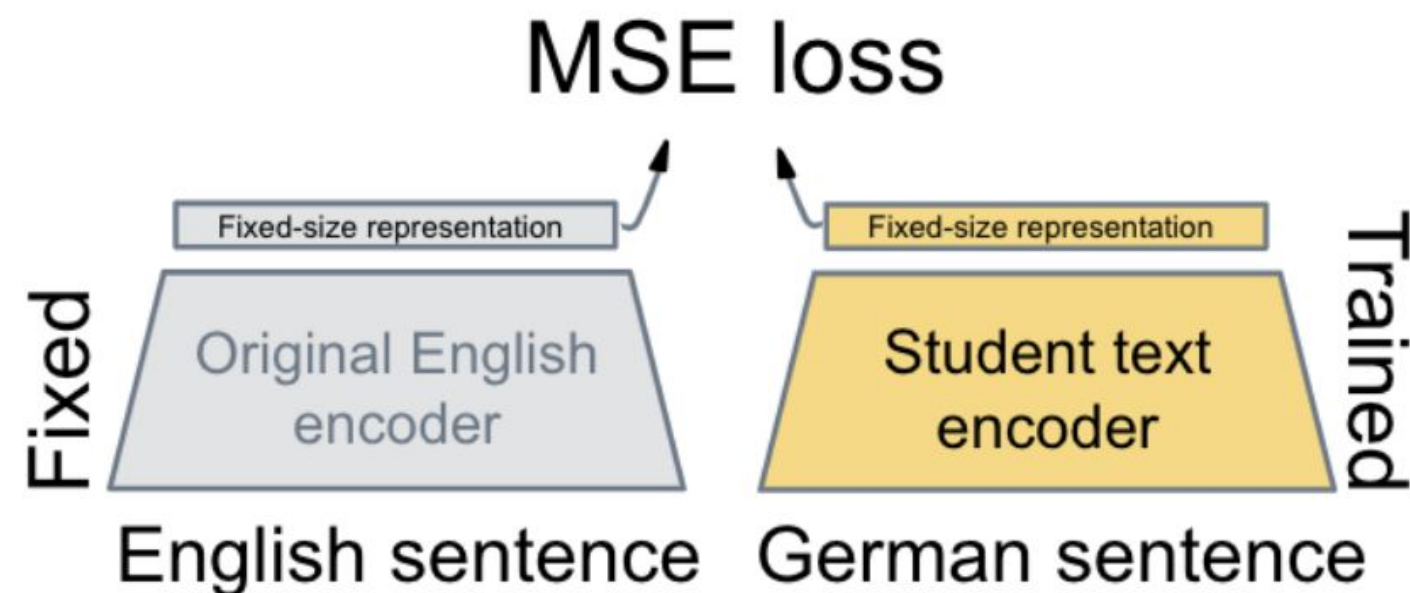 MSE loss
Fixed-size representation
Fixed-size representation
Fixed
Original English
encoder
Student text
encoder
Trained
English sentence
German sentence